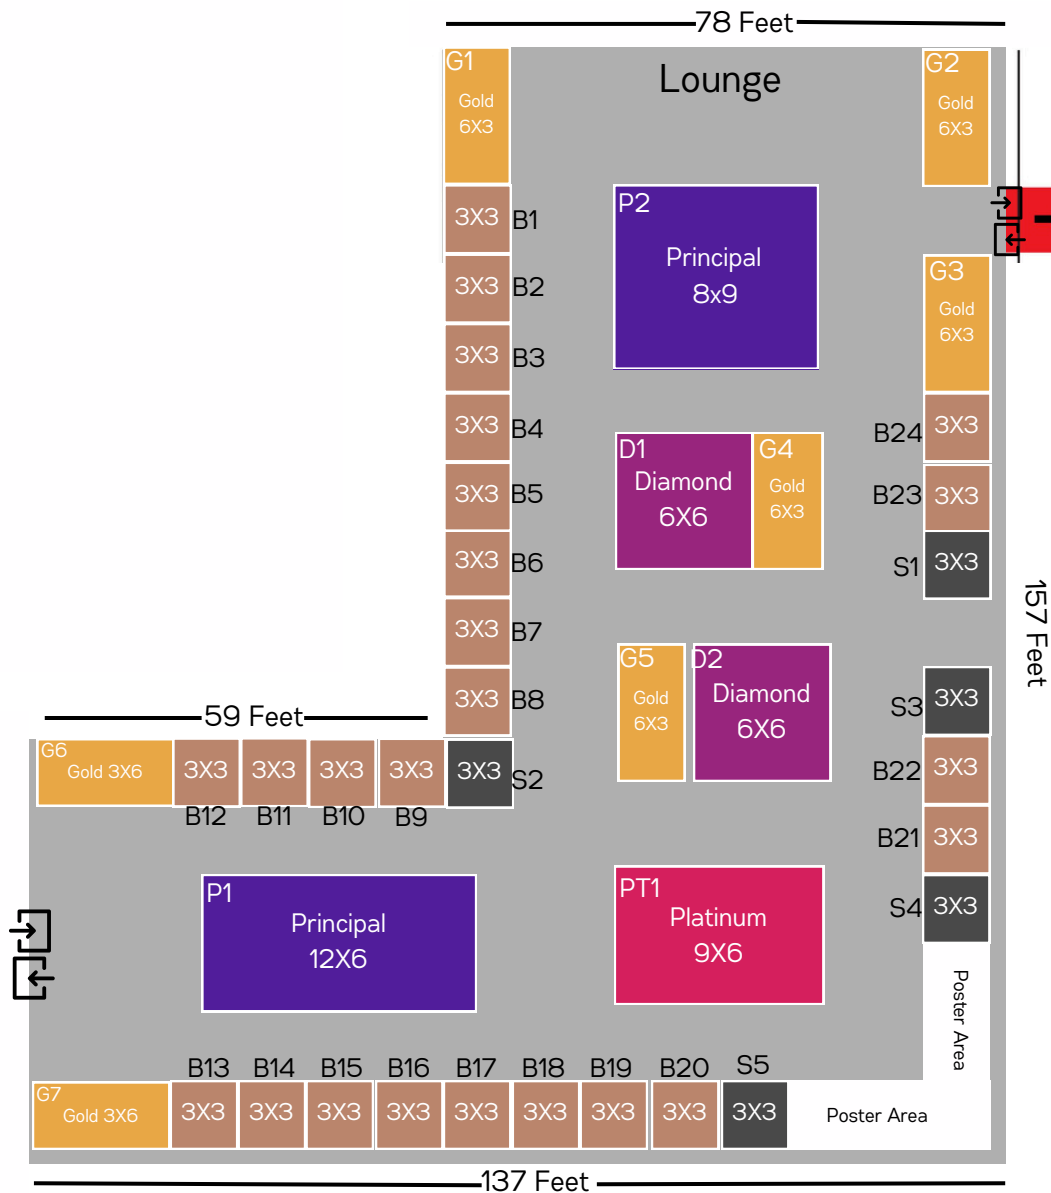 78 Feet
G1
Gold
6X3
Lounge
G2
Gold
6X3
3X3 B1
P2
Principal
8x9
3X3 B2
G3
Gold
6X3
3X3 B3
3X3 B4
B24 3X3
D1
Diamond
6X6
G4
Gold
6X3
3X3 B5
B23 3X3
3X3 B6
S1 3X3
157 Feet
3X3 B7
G5
Gold
6X3
D2
Diamond
6X6
3X3 B8
S3 3X3
59 Feet
G6
Gold 3X6
3X3 3X3 3X3 3X3 3X3 S2
B12 B11 B10 B9
B22 3X3
B21 3X3
P1
Principal
12X6
PT1
Platinum
9X6
S4 3X3
Poster Area
B13 B14 B15 B16 B17 B18 B19 B20 S5
G7
Gold 3X6
3X3 3X3 3X3 3X3 3X3 3X3 3X3 3X3 3X3
Poster Area
137 Feet